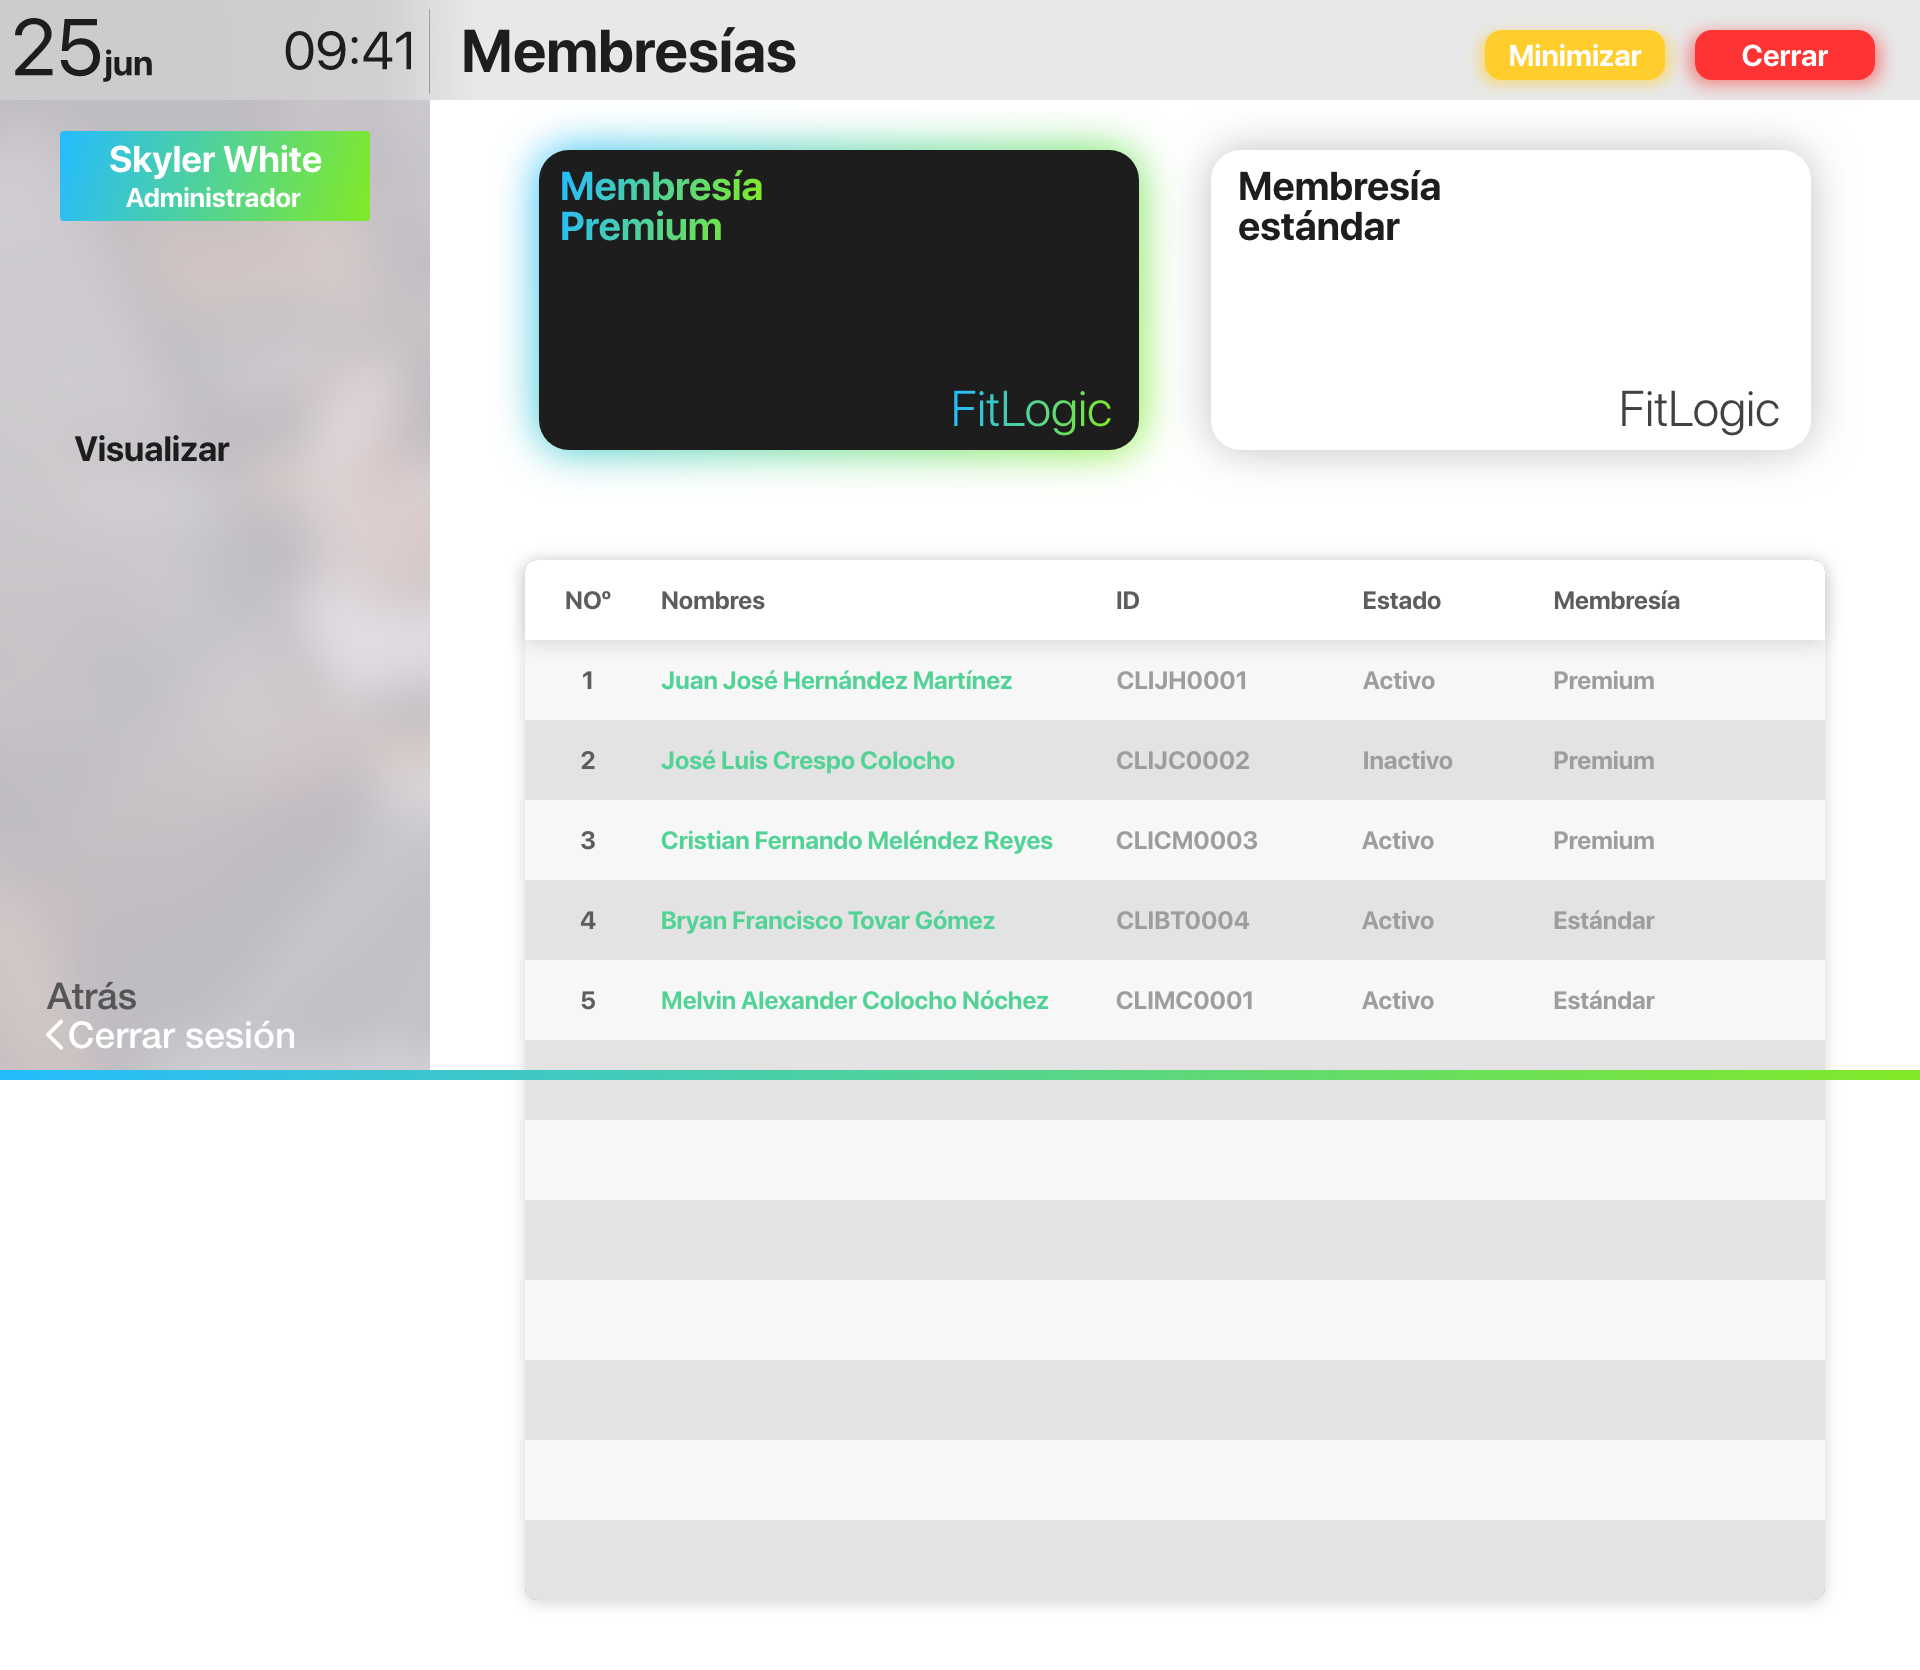 25 jun
09:41
Membresías
Minimizar
Cerrar
Skyler White
Administrador
Visualizar
Atrás
Cerrar sesión
Membresía
Premium
FitLogic
Membresía
estándar
FitLogic
NOº Nombres ID Estado Membresía
1 Juan José Hernández Martínez CLIJH0001 Activo Premium
2 José Luis Crespo Colocho CLIJC0002 Inactivo Premium
3 Cristian Fernando Meléndez Reyes CLICM0003 Activo Premium
4 Bryan Francisco Tovar Gómez CLIBT0004 Activo Estándar
5 Melvin Alexander Colocho Nóchez CLIMC0001 Activo Estándar